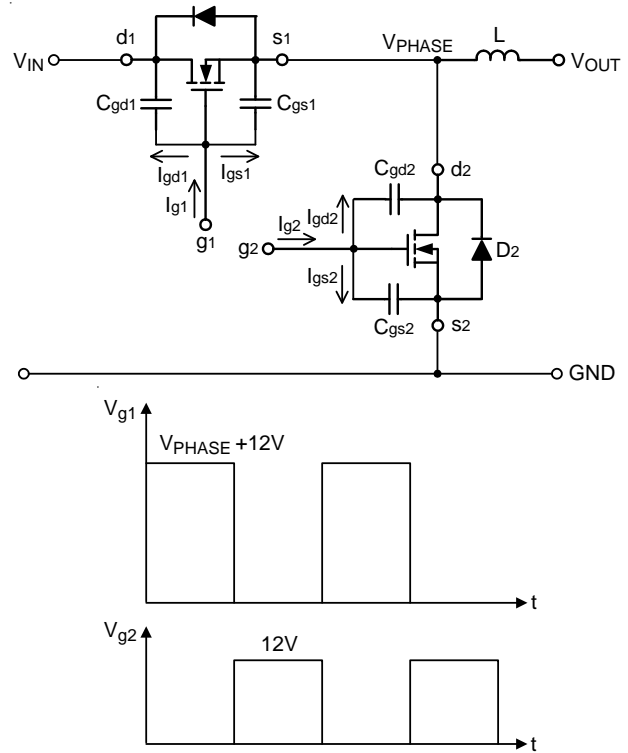 d1
s1
VPHASE
L
VIN
VOUT
Cgd1
Cgs1
Cgd2
d2
Igd1
Igs1
Ig1
g1
Ig2
Igd2
g2
D2
Igs2
Cgs2
s2
GND
Vg1
VPHASE +12V
t
Vg2
12V
t